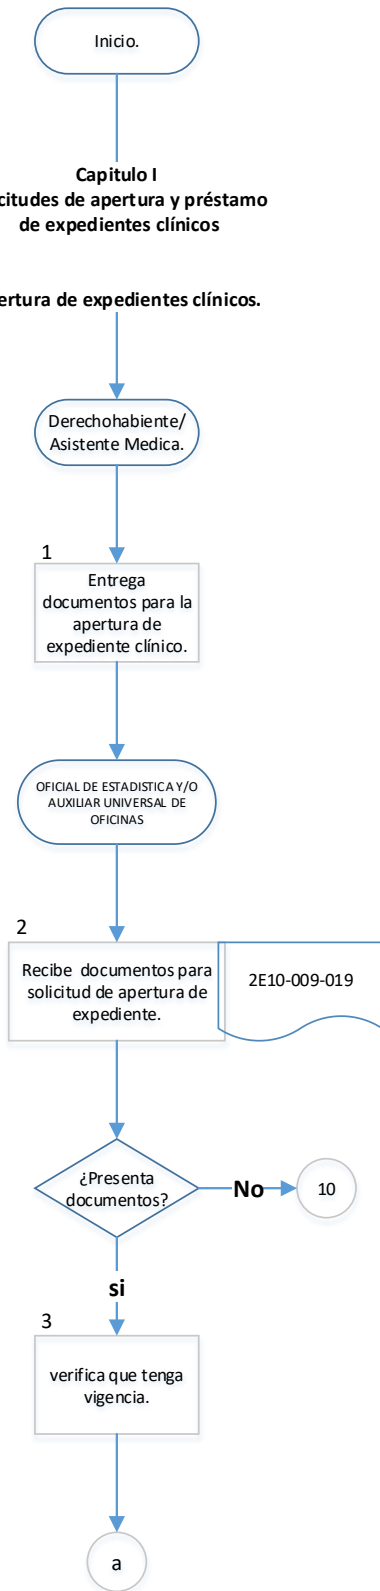 Inicio.
Capitulo I
citudes de apertura y préstamo
de expedientes clínicos
ertura de expedientes clínicos.
Derechohabiente/
Asistente Medica.
1
Entrega
documentos para la
apertura de
expediente clínico.
OFICIAL DE ESTADISTICA Y/O
AUXILIAR UNIVERSAL DE
OFICINAS
2
Recibe documentos para
solicitud de apertura de
expediente.
2E10-009-019
¿Presenta
documentos?
No
10
si
3
verifica que tenga
vigencia.
a